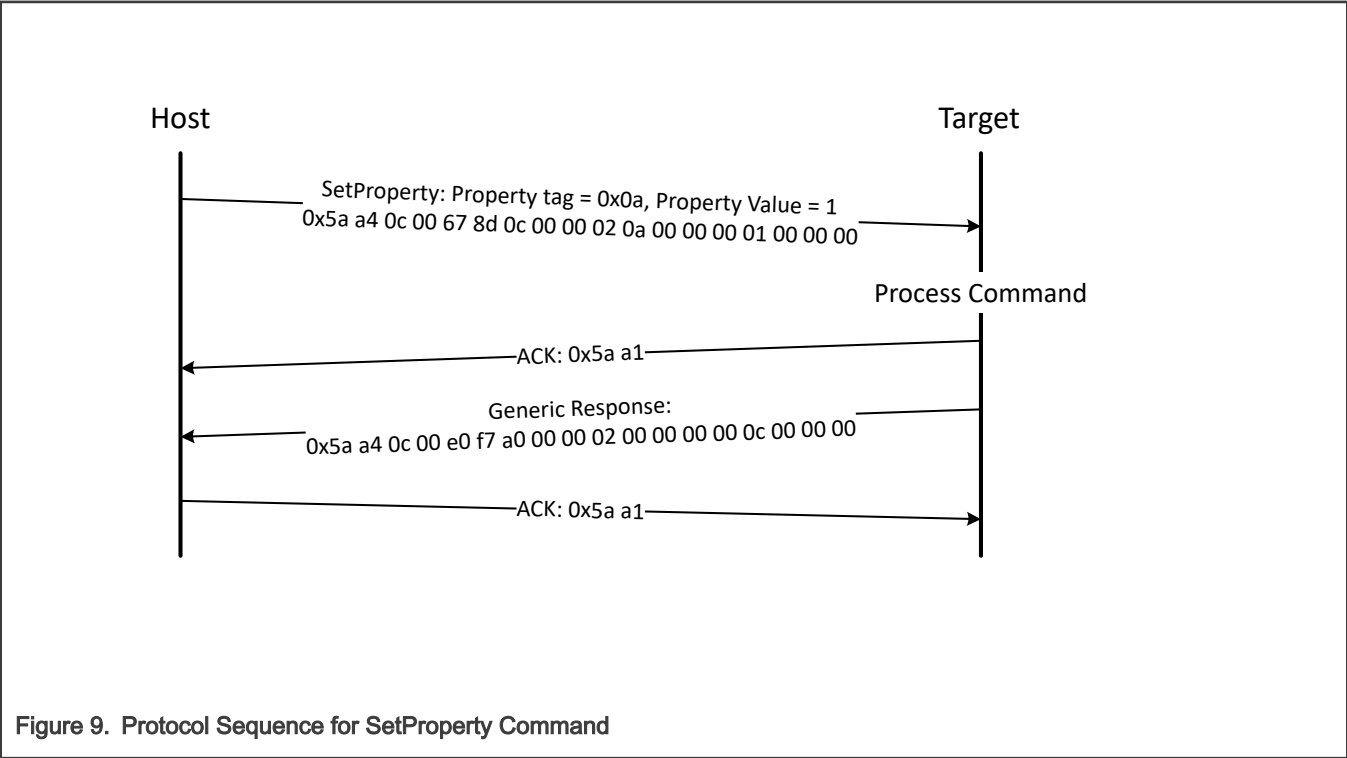 Host
Target
SetProperty: Property tag = 0x0a, Property Value = 1
0x5a a4 0c 00 67 8d 0c 00 00 02 0a 00 00 00 01 00 00 00
Process Command
ACK: 0x5a a1
Generic Response:
0x5a a4 0c 00 e0 f7 a0 00 00 02 00 00 00 00 0c 00 00 00
ACK: 0x5a a1
Figure 9. Protocol Sequence for SetProperty Command